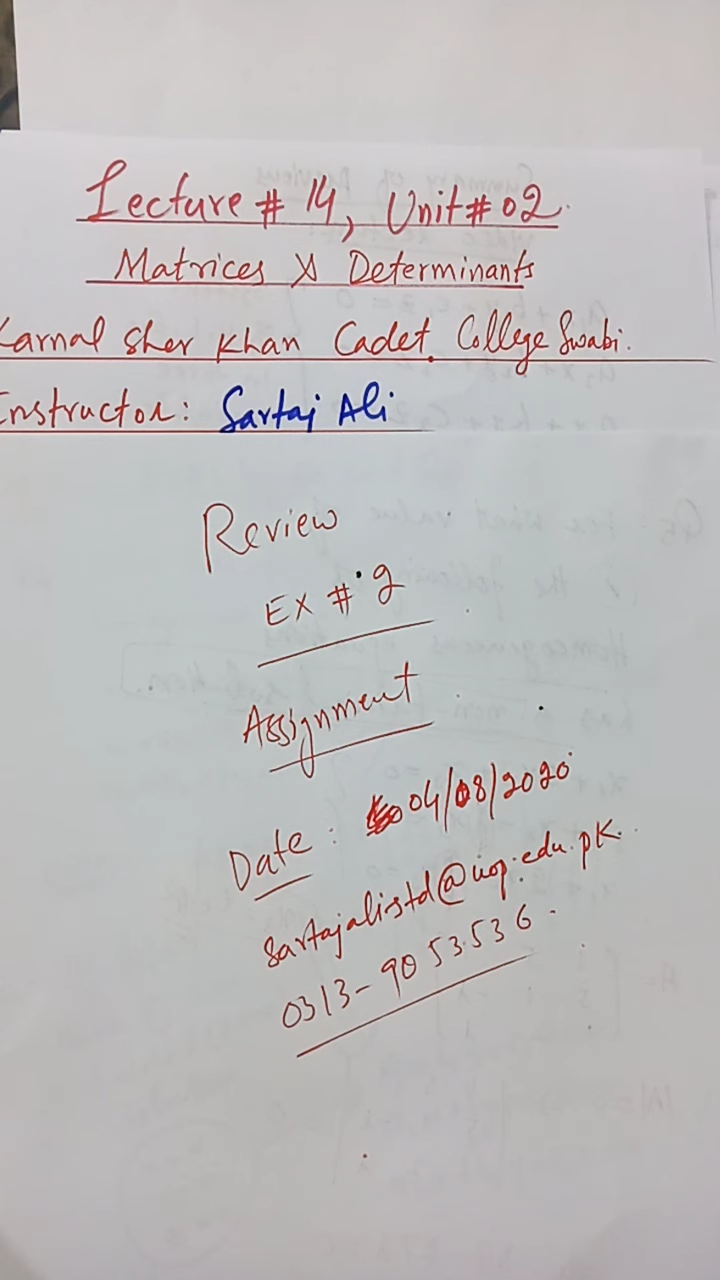 Lecture # 14, Unit # 02.
Matrices & Determinants
Karnal Sher Khan Cadet College Swabi.
Instructor: Sartaj Ali
Review
EX # 2
Assignment
Date: 04/08/2020
sartajalistd@uop.edu.pk.
0313-9053536.